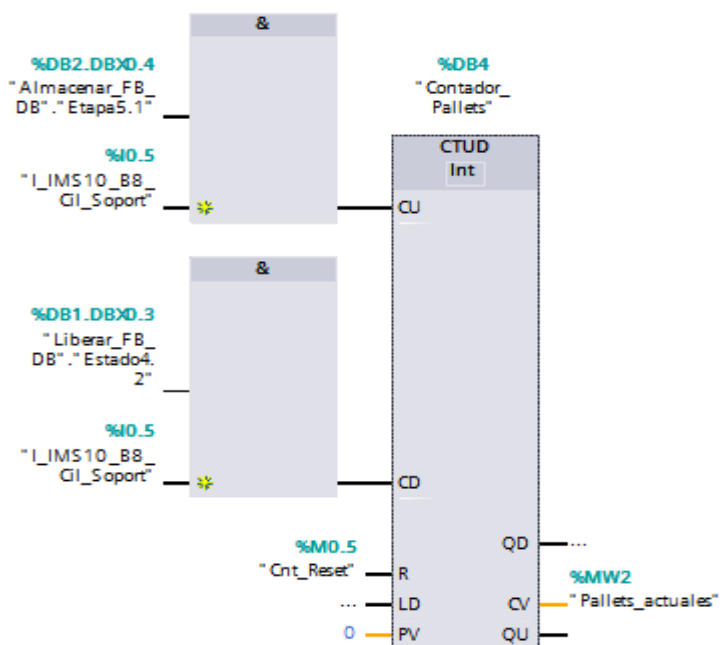 &
%DB2.DBX0.4
"Almacenar_FB_
DB"."Etapa5.1"
%I0.5
"I_IMS10_B8_
Cil_Soport"
%DB4
"Contador_
Pallets"
CTUD
Int
CU
&
%DB1.DBX0.3
"Liberar_FB_
DB"."Estado4.
2"
%I0.5
"I_IMS10_B8_
Cil_Soport"
CD
QD ...
%M0.5
"Cnt_Reset"
R
%MW2
... LD
CV "Pallets_actuales"
0 PV
QU